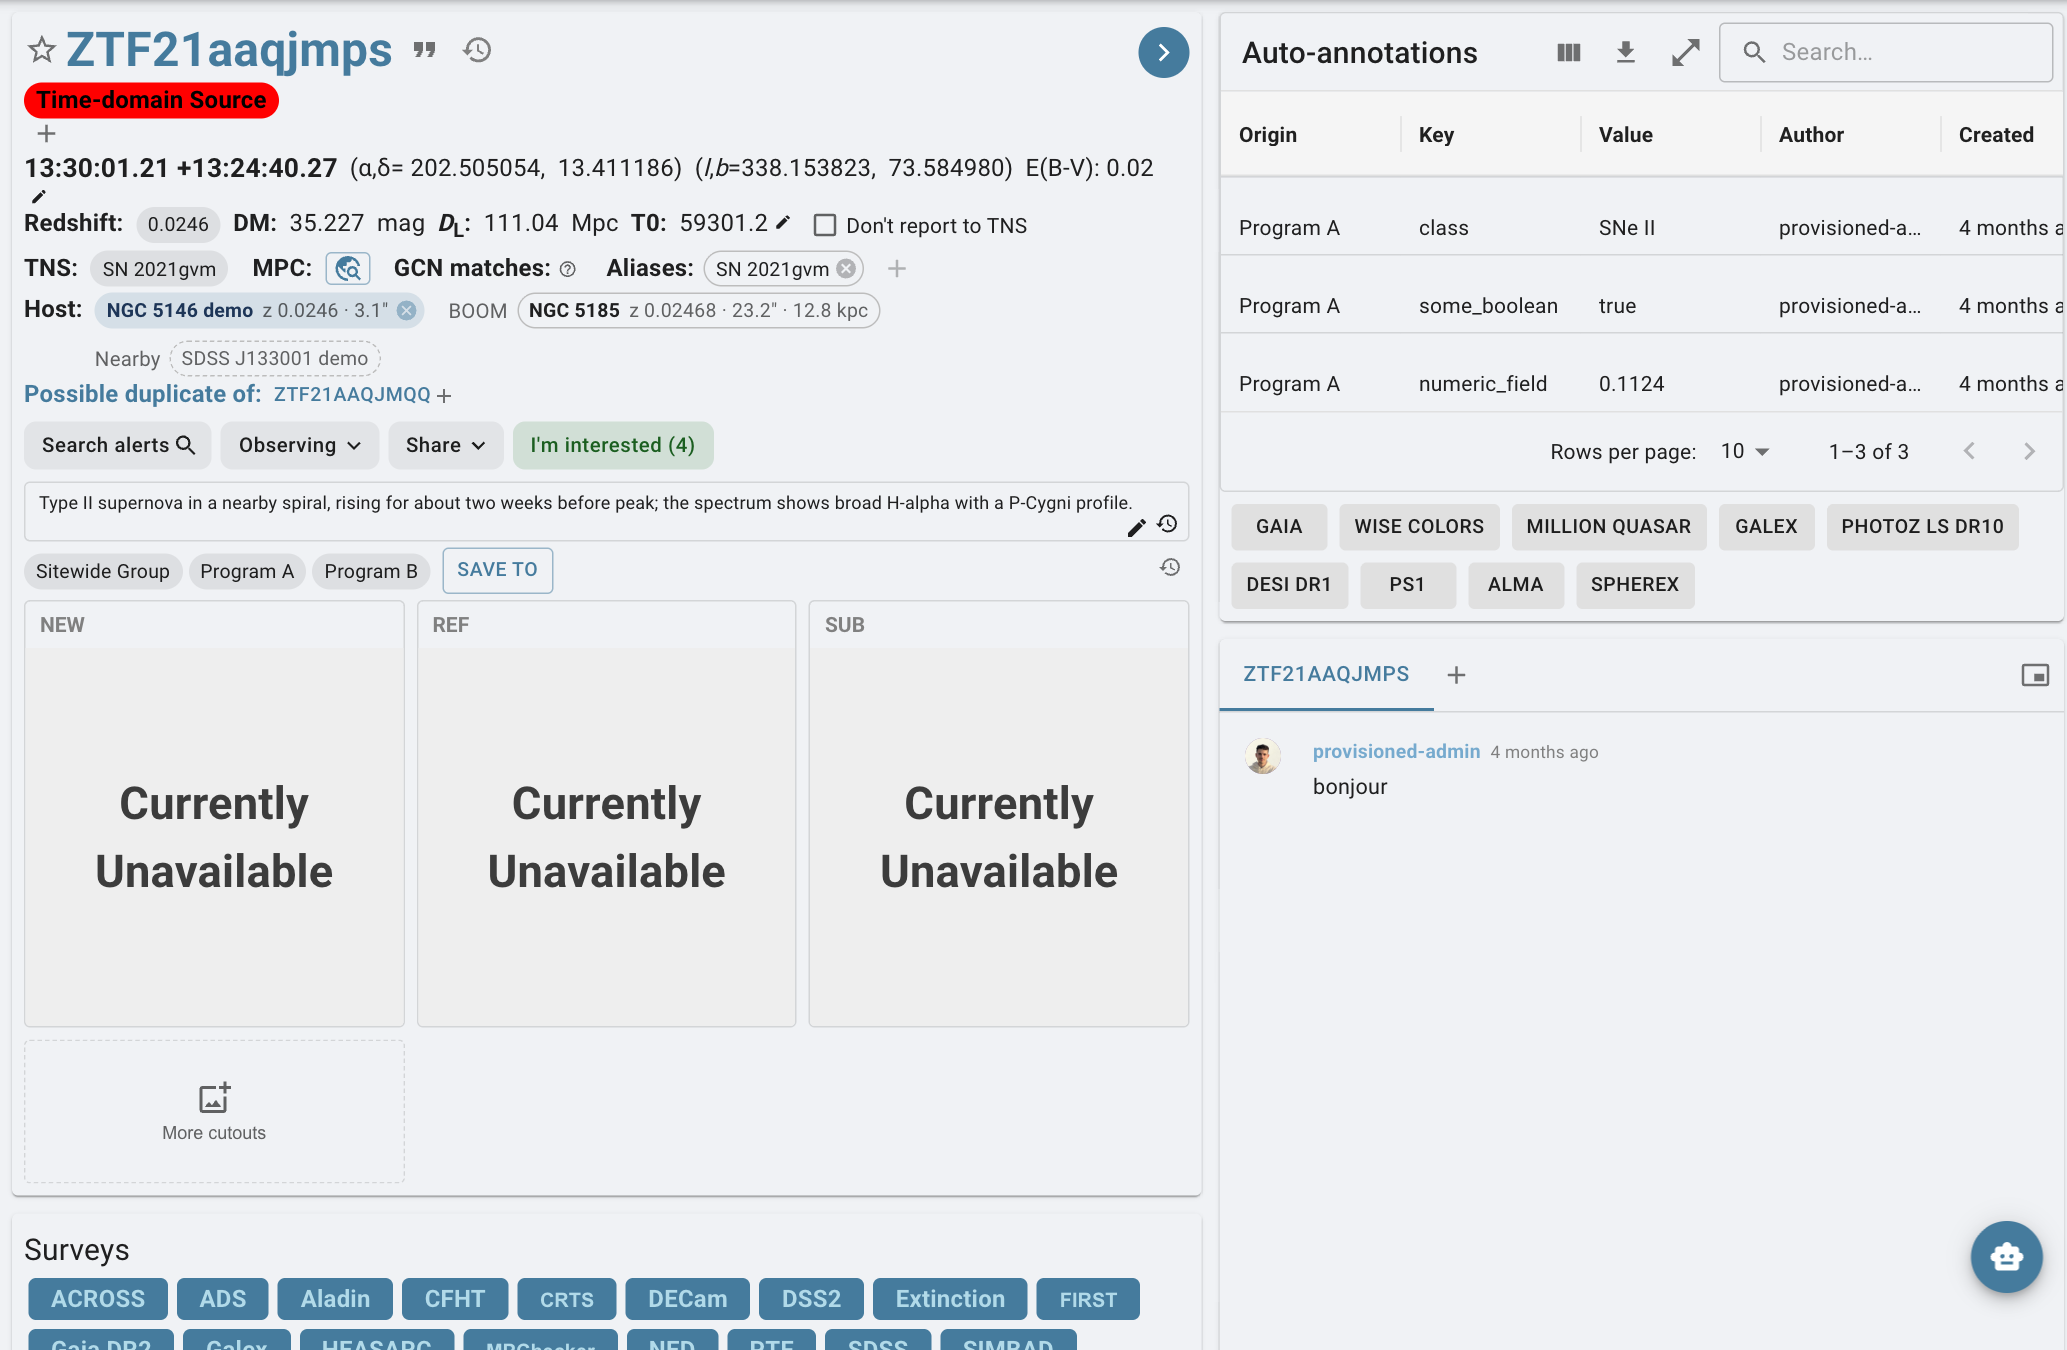 ZTF21aaqjmps
Time-domain Source
13:30:01.21 +13:24:40.27 (α,δ= 202.505054, 13.411186) (l,b=338.153823, 73.584980) E(B-V): 0.02
Redshift: 0.0246 DM: 35.227 mag DL: 111.04 Mpc T0: 59301.2 Don't report to TNS
TNS: SN 2021gvm MPC: GCN matches: Aliases: SN 2021gvm
Host: NGC 5146 demo z 0.0246 · 3.1" BOOM NGC 5185 z 0.02468 · 23.2" · 12.8 kpc
Nearby SDSS J133001 demo
Possible duplicate of: ZTF21AAQJMQQ
Search alerts Observing Share I'm interested (4)
Type II supernova in a nearby spiral, rising for about two weeks before peak; the spectrum shows broad H-alpha with a P-Cygni profile.
Sitewide Group Program A Program B SAVE TO
NEW REF SUB
Currently Unavailable
Currently Unavailable
Currently Unavailable
More cutouts
Surveys
ACROSS ADS Aladin CFHT CRTS DECam DSS2 Extinction FIRST
Gaia DR2 Galex HEASARC MPChecker NED PTF SDSS SIMBAD
Auto-annotations Search...
Origin Key Value Author Created
Program A class SNe II provisioned-a... 4 months a
Program A some_boolean true provisioned-a... 4 months a
Program A numeric_field 0.1124 provisioned-a... 4 months a
Rows per page: 10 1–3 of 3
GAIA WISE COLORS MILLION QUASAR GALEX PHOTOZ LS DR10
DESI DR1 PS1 ALMA SPHEREX
ZTF21AAQJMPS
provisioned-admin 4 months ago
bonjour